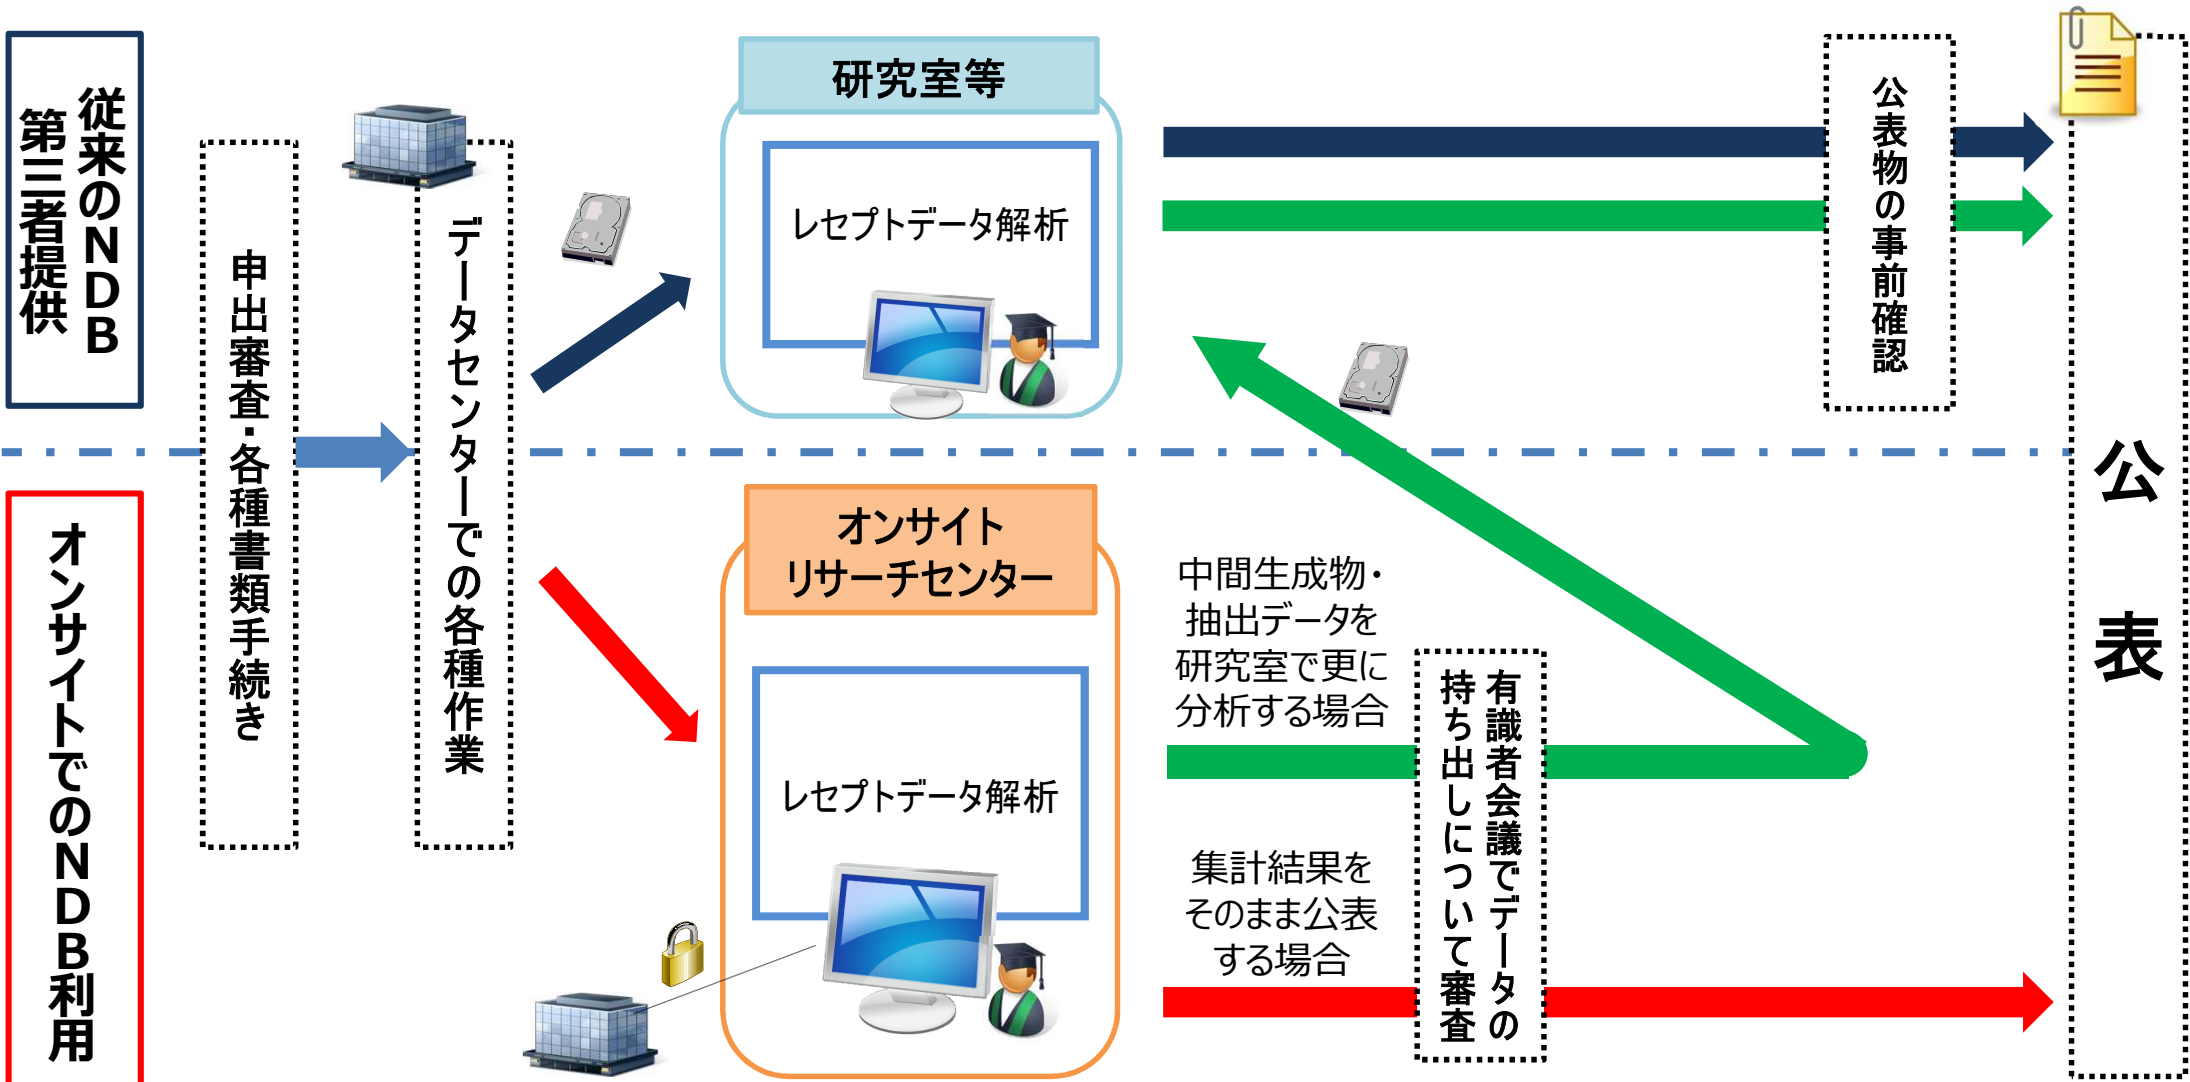 従来のNDB
第三者提供
オンサイトでのNDB利用
申出審査・各種書類手続き
データセンターでの各種作業
研究室等
レセプトデータ解析
オンサイト
リサーチセンター
レセプトデータ解析
中間生成物・
抽出データを
研究室で更に
分析する場合
集計結果を
そのまま公表
する場合
有識者会議でデータの
持ち出しについて審査
公表物の事前確認
公表